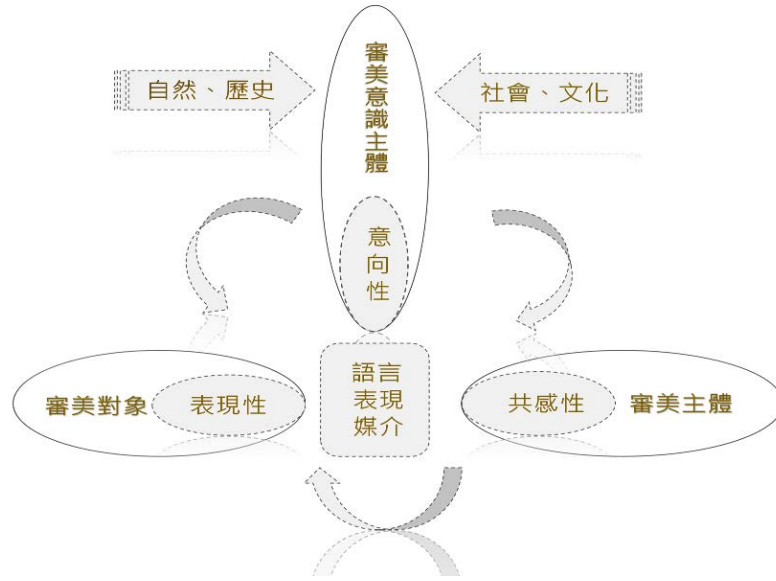 審美意識主體
自然、歷史
社會、文化
意向性
語言
表現
媒介
審美對象
表現性
共感性
審美主體